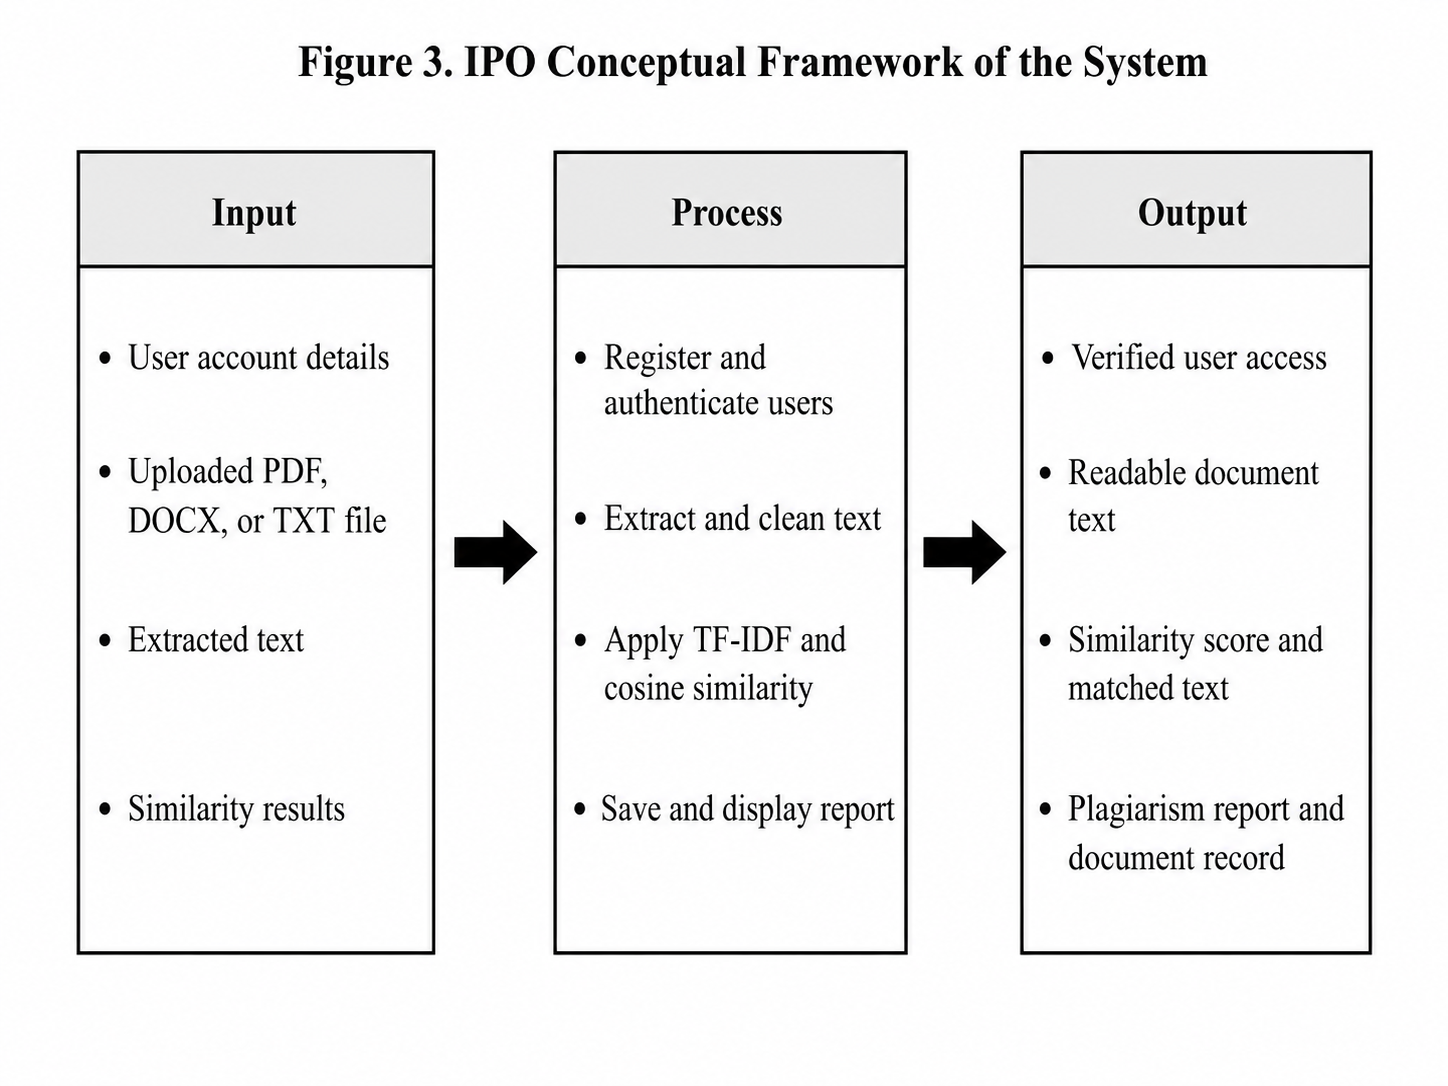 Figure 3. IPO Conceptual Framework of the System
Input
• User account details
• Uploaded PDF,
DOCX, or TXT file
• Extracted text
• Similarity results
Process
• Register and
authenticate users
• Extract and clean text
• Apply TF-IDF and
cosine similarity
• Save and display report
Output
• Verified user access
• Readable document
text
• Similarity score and
matched text
• Plagiarism report and
document record